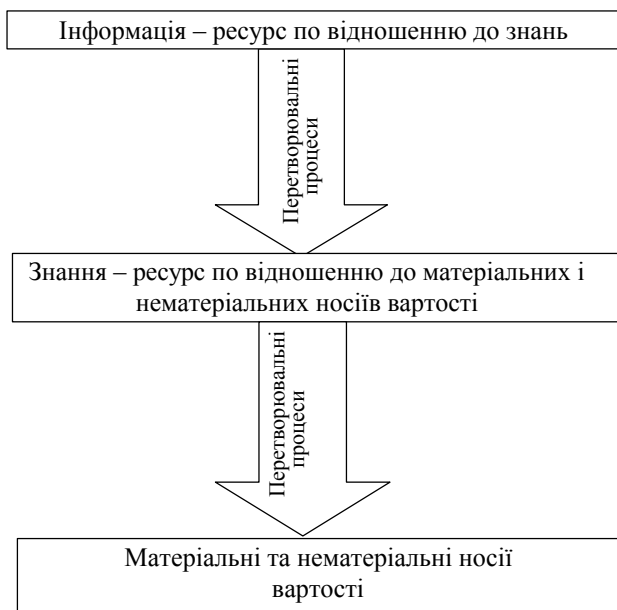 Інформація – ресурс по відношенню до знань
Перетворювальні
процеси
Знання – ресурс по відношенню до матеріальних і
нематеріальних носіїв вартості
Перетворювальні
процеси
Матеріальні та нематеріальні носії
вартості